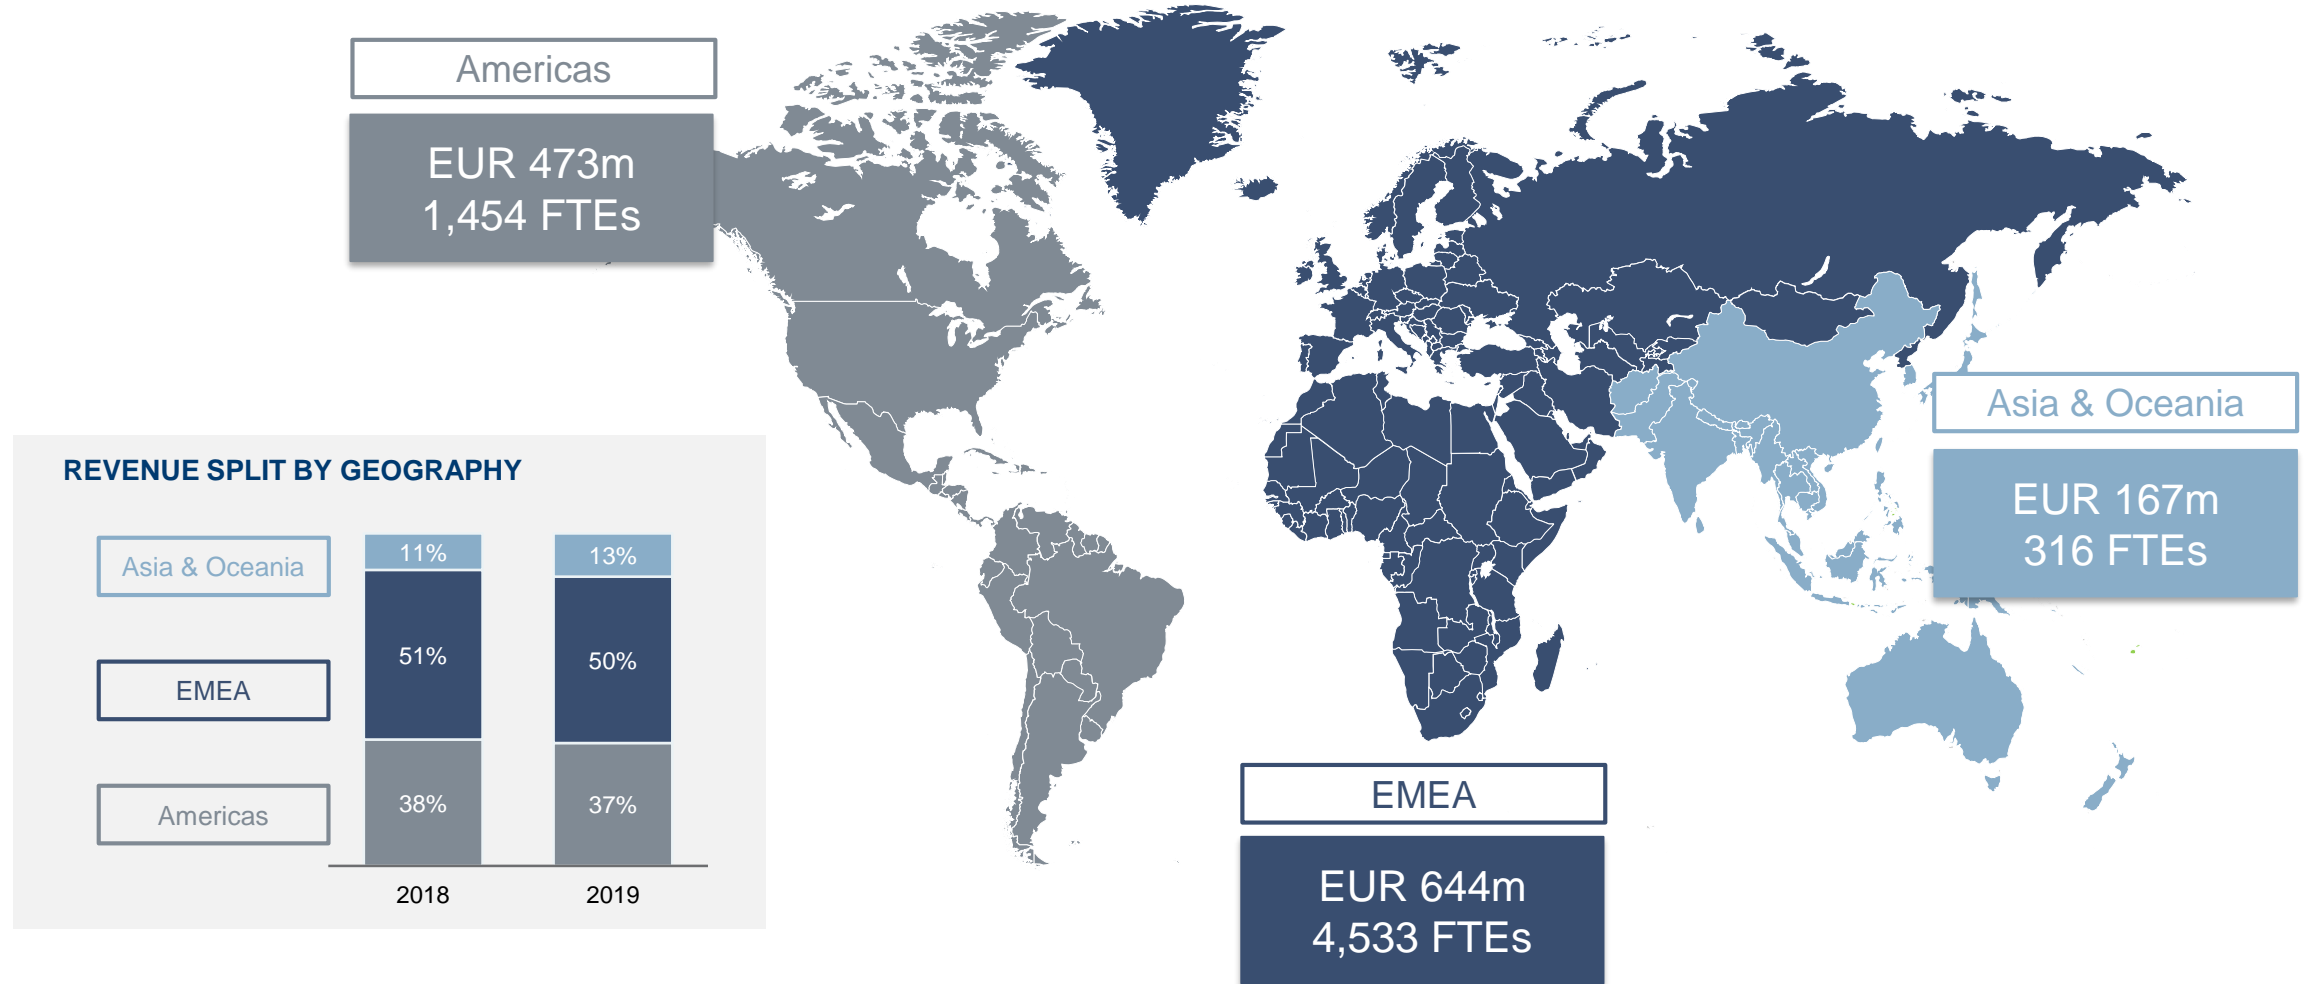 Americas
EUR 473m
1,454 FTEs
Asia & Oceania
EUR 167m
316 FTEs
EMEA
EUR 644m
4,533 FTEs
REVENUE SPLIT BY GEOGRAPHY
Asia & Oceania
11%
13%
EMEA
51%
50%
Americas
38%
37%
2018
2019